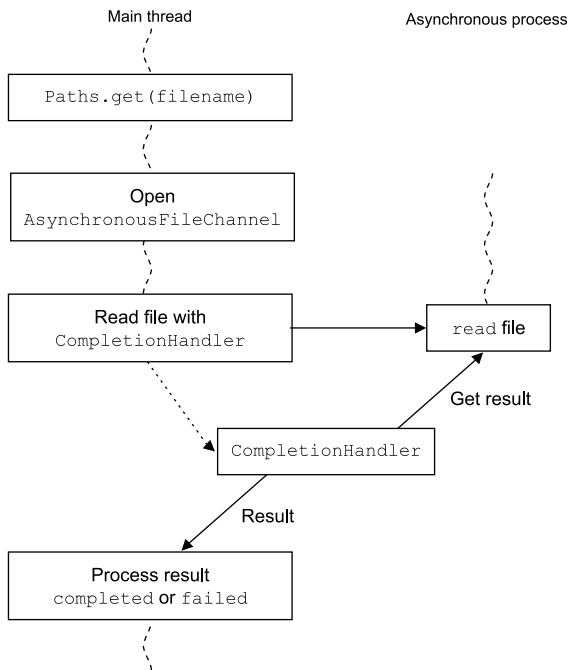 Main thread
Asynchronous process
Paths.get(filename)
Open
AsynchronousFileChannel
Read file with
CompletionHandler
read file
Get result
CompletionHandler
Result
Process result
completed or failed